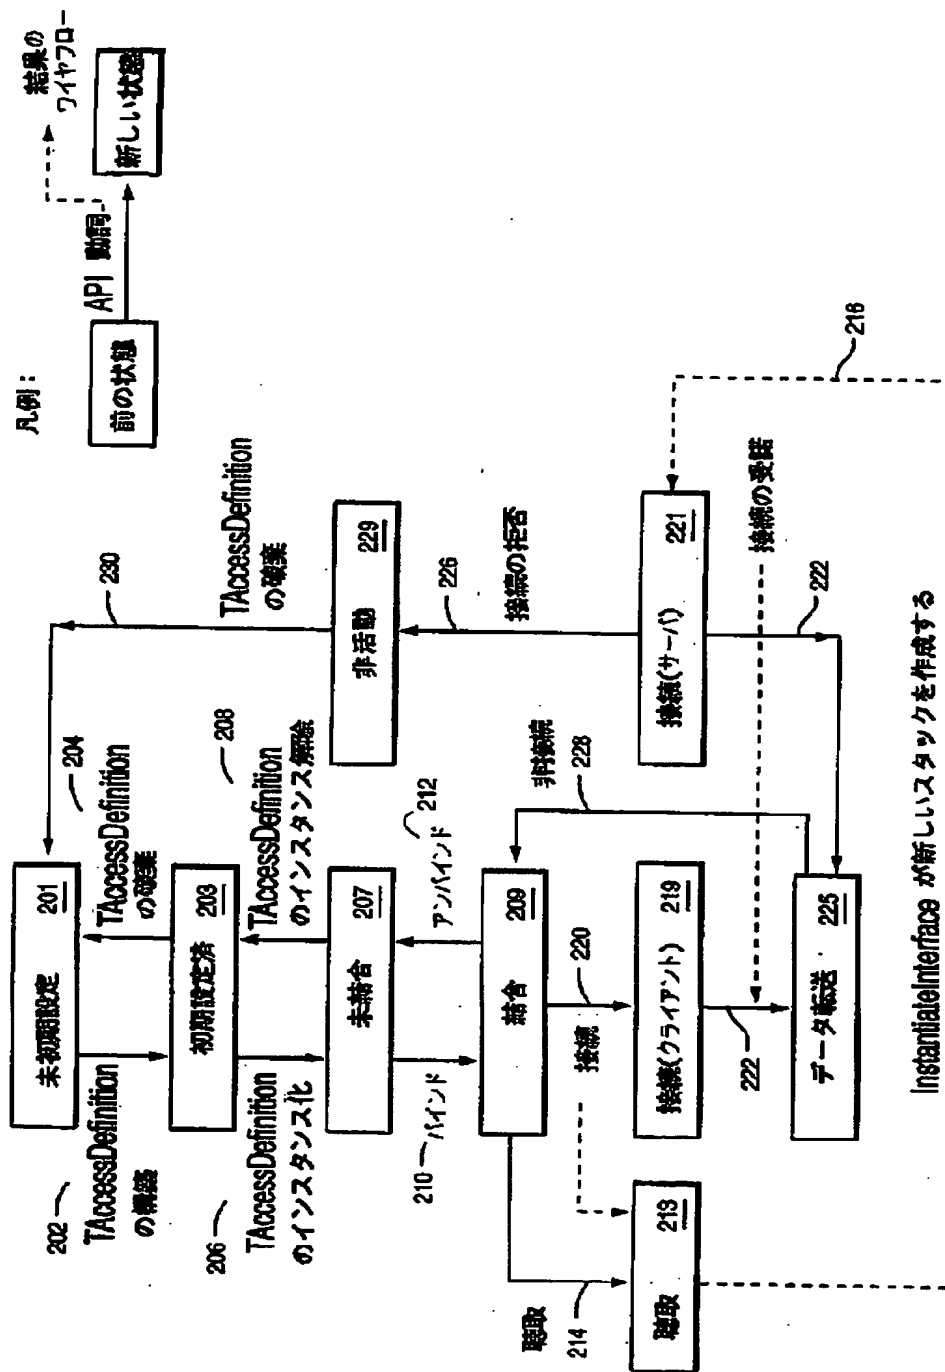 凡例：
前の状態
API 動詞
新しい状態
結果の
ワイヤフロー
未初期設定 201
202
TAccessDefinition
の構築
204
TAccessDefinition
の破棄
230
TAccessDefinition
の破棄
初期設定済 203
206
TAccessDefinition
のインスタンス化
208
TAccessDefinition
のインスタンス解除
未結合 207
非活動 229
210 バインド
212
アンバインド
結合 209
226
接続の拒否
聴取
214
接続
220
非接続
228
聴取 213
接続(クライアント) 219
接続(サーバ) 221
216
222
接続の受諾
222
データ転送 225
InstantiateInterface が新しいスタックを作成する